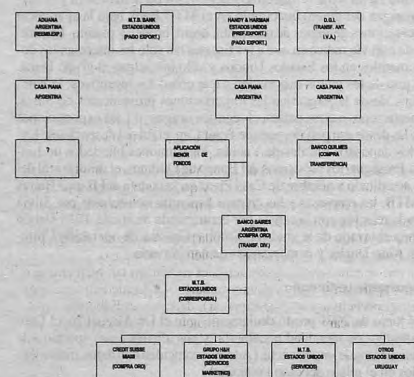 ADUANA
ARGENTINA
(REEMB.EXP.)
M.T.B. BANK
ESTADOS UNIDOS
(PAGO EXPORT.)
HANDY & HARMAN
ESTADOS UNIDOS
(PREF.EXPORT.)
(PAGO EXPORT.)
D.G.I.
(TRANSF. ANT.
I.V.A.)
CASA PIANA
ARGENTINA
CASA PIANA
ARGENTINA
CASA PIANA
ARGENTINA
?
APLICACIÓN
MENOR DE
FONDOS
BANCO QUILMES
(COMPRA
TRANSFERENCIA)
BANCO BAIRES
ARGENTINA
(COMPRA ORO)
(TRANSF. DIV.)
M.T.B.
ESTADOS UNIDOS
(CORRESPONSAL)
CREDIT SUISSE
MIAMI
(COMPRA ORO)
GRUPO H&H
ESTADOS UNIDOS
(SERVICIOS
MARKETING)
M.T.B.
ESTADOS UNIDOS
(SERVICIOS)
OTROS
ESTADOS UNIDOS
URUGUAY